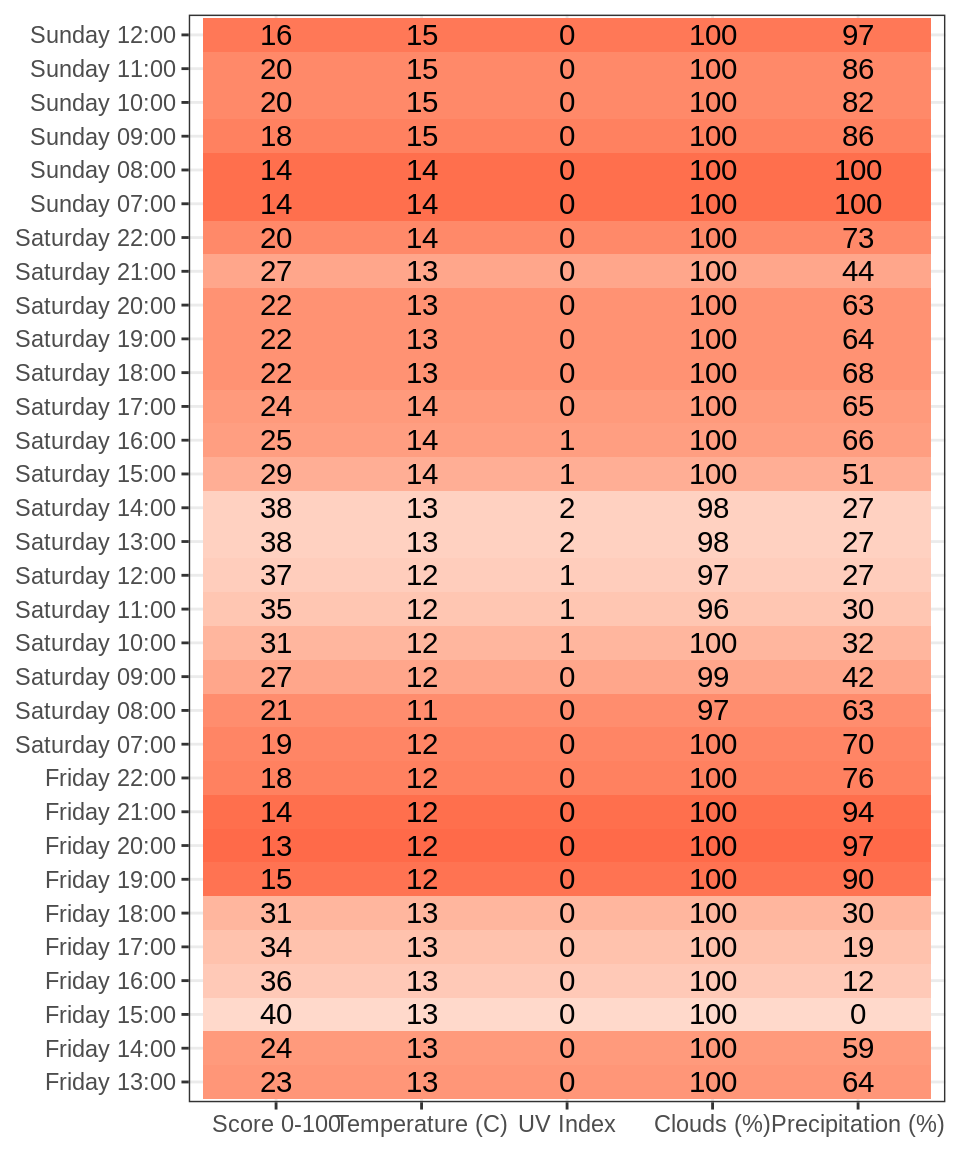 Sunday 12:00 16 15 0 100 97
Sunday 11:00 20 15 0 100 86
Sunday 10:00 20 15 0 100 82
Sunday 09:00 18 15 0 100 86
Sunday 08:00 14 14 0 100 100
Sunday 07:00 14 14 0 100 100
Saturday 22:00 20 14 0 100 73
Saturday 21:00 27 13 0 100 44
Saturday 20:00 22 13 0 100 63
Saturday 19:00 22 13 0 100 64
Saturday 18:00 22 13 0 100 68
Saturday 17:00 24 14 0 100 65
Saturday 16:00 25 14 1 100 66
Saturday 15:00 29 14 1 100 51
Saturday 14:00 38 13 2 98 27
Saturday 13:00 38 13 2 98 27
Saturday 12:00 37 12 1 97 27
Saturday 11:00 35 12 1 96 30
Saturday 10:00 31 12 1 100 32
Saturday 09:00 27 12 0 99 42
Saturday 08:00 21 11 0 97 63
Saturday 07:00 19 12 0 100 70
Friday 22:00 18 12 0 100 76
Friday 21:00 14 12 0 100 94
Friday 20:00 13 12 0 100 97
Friday 19:00 15 12 0 100 90
Friday 18:00 31 13 0 100 30
Friday 17:00 34 13 0 100 19
Friday 16:00 36 13 0 100 12
Friday 15:00 40 13 0 100 0
Friday 14:00 24 13 0 100 59
Friday 13:00 23 13 0 100 64
Score 0-100 Temperature (C) UV Index Clouds (%) Precipitation (%)